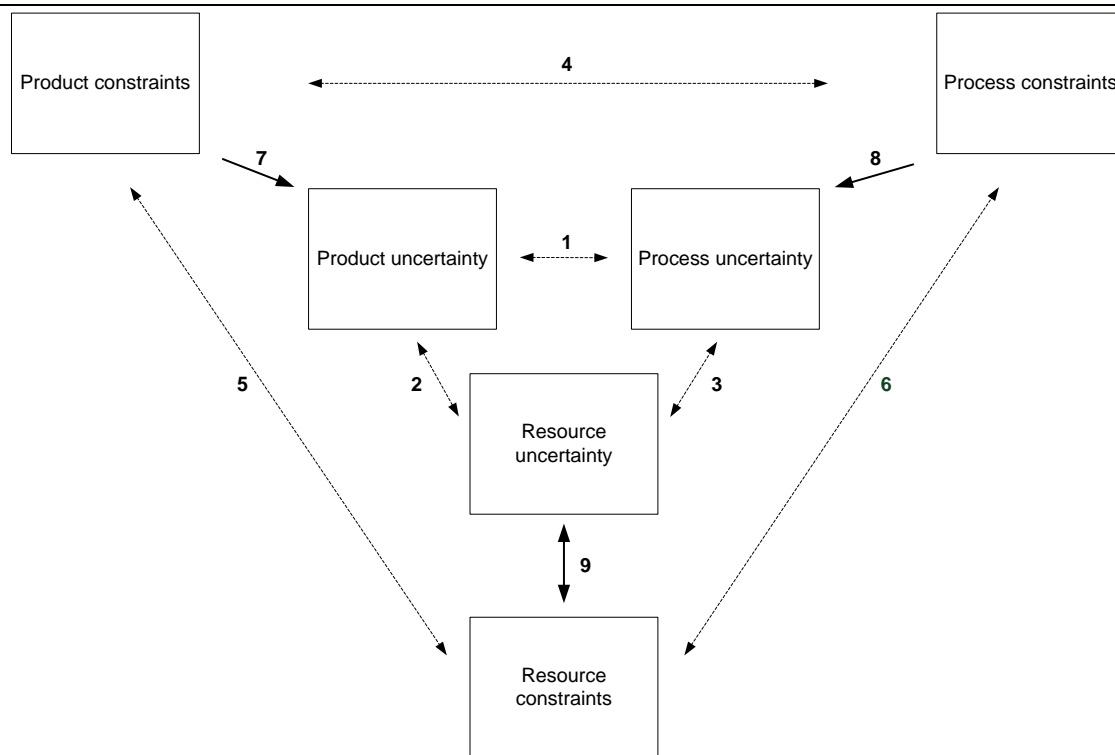 4
Product constraints
Process constraints
7
8
1
Product uncertainty
Process uncertainty
5
2
3
6
Resource
uncertainty
9
Resource
constraints